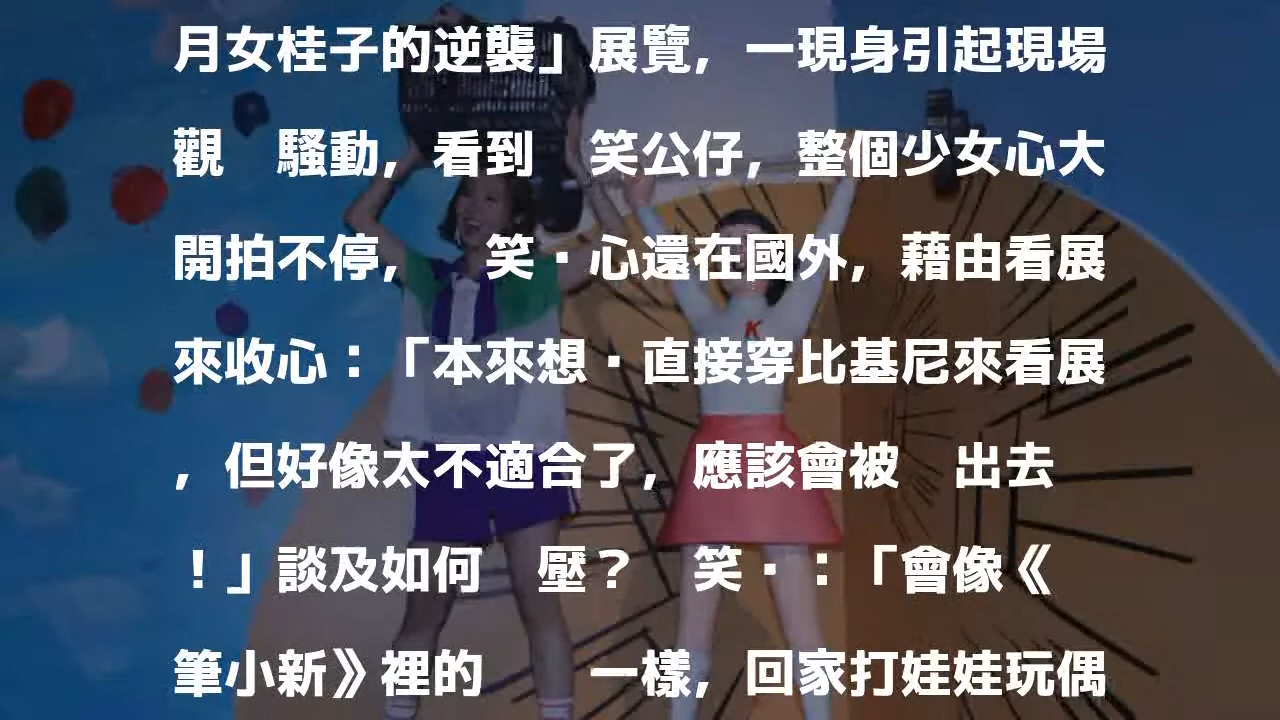 月女桂子的逆襲」展覽，一現身引起現場
觀　騷動，看到　笑公仔，整個少女心大
開拍不停，　笑·心還在國外，藉由看展
來收心：「本來想·直接穿比基尼來看展
，但好像太不適合了，應該會被　出去
！」談及如何　壓？　笑·：「會像《
筆小新》裡的　　一樣，回家打娃娃玩偶
K